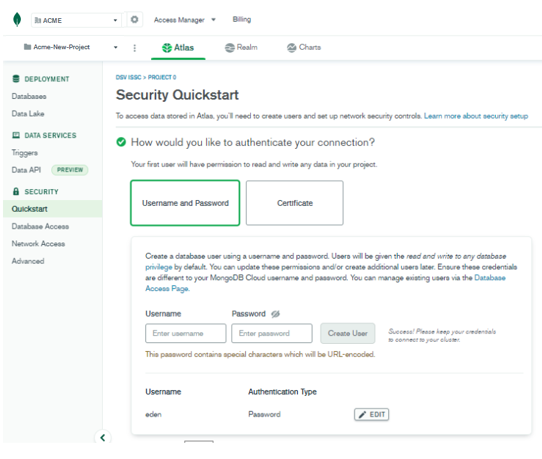 ACME
Access Manager
Billing
Acme-New-Project
Atlas
Realm
Charts
DEPLOYMENT
Databases
Data Lake
DATA SERVICES
Triggers
Data API PREVIEW
SECURITY
Quickstart
Database Access
Network Access
Advanced
DSV ISSC > PROJECT 0
Security Quickstart
To access data stored in Atlas, you'll need to create users and set up network security controls. Learn more about security setup
How would you like to authenticate your connection?
Your first user will have permission to read and write any data in your project.
Username and Password
Certificate
Create a database user using a username and password. Users will be given the read and write to any database
privilege by default. You can update these permissions and/or create additional users later. Ensure these credentials
are different to your MongoDB Cloud username and password. You can manage existing users via the Database
Access Page.
Username
Password
Enter username
Enter password
Create User
Success! Please keep your credentials
to connect to your cluster.
This password contains special characters which will be URL-encoded.
Username
Authentication Type
eden
Password
EDIT